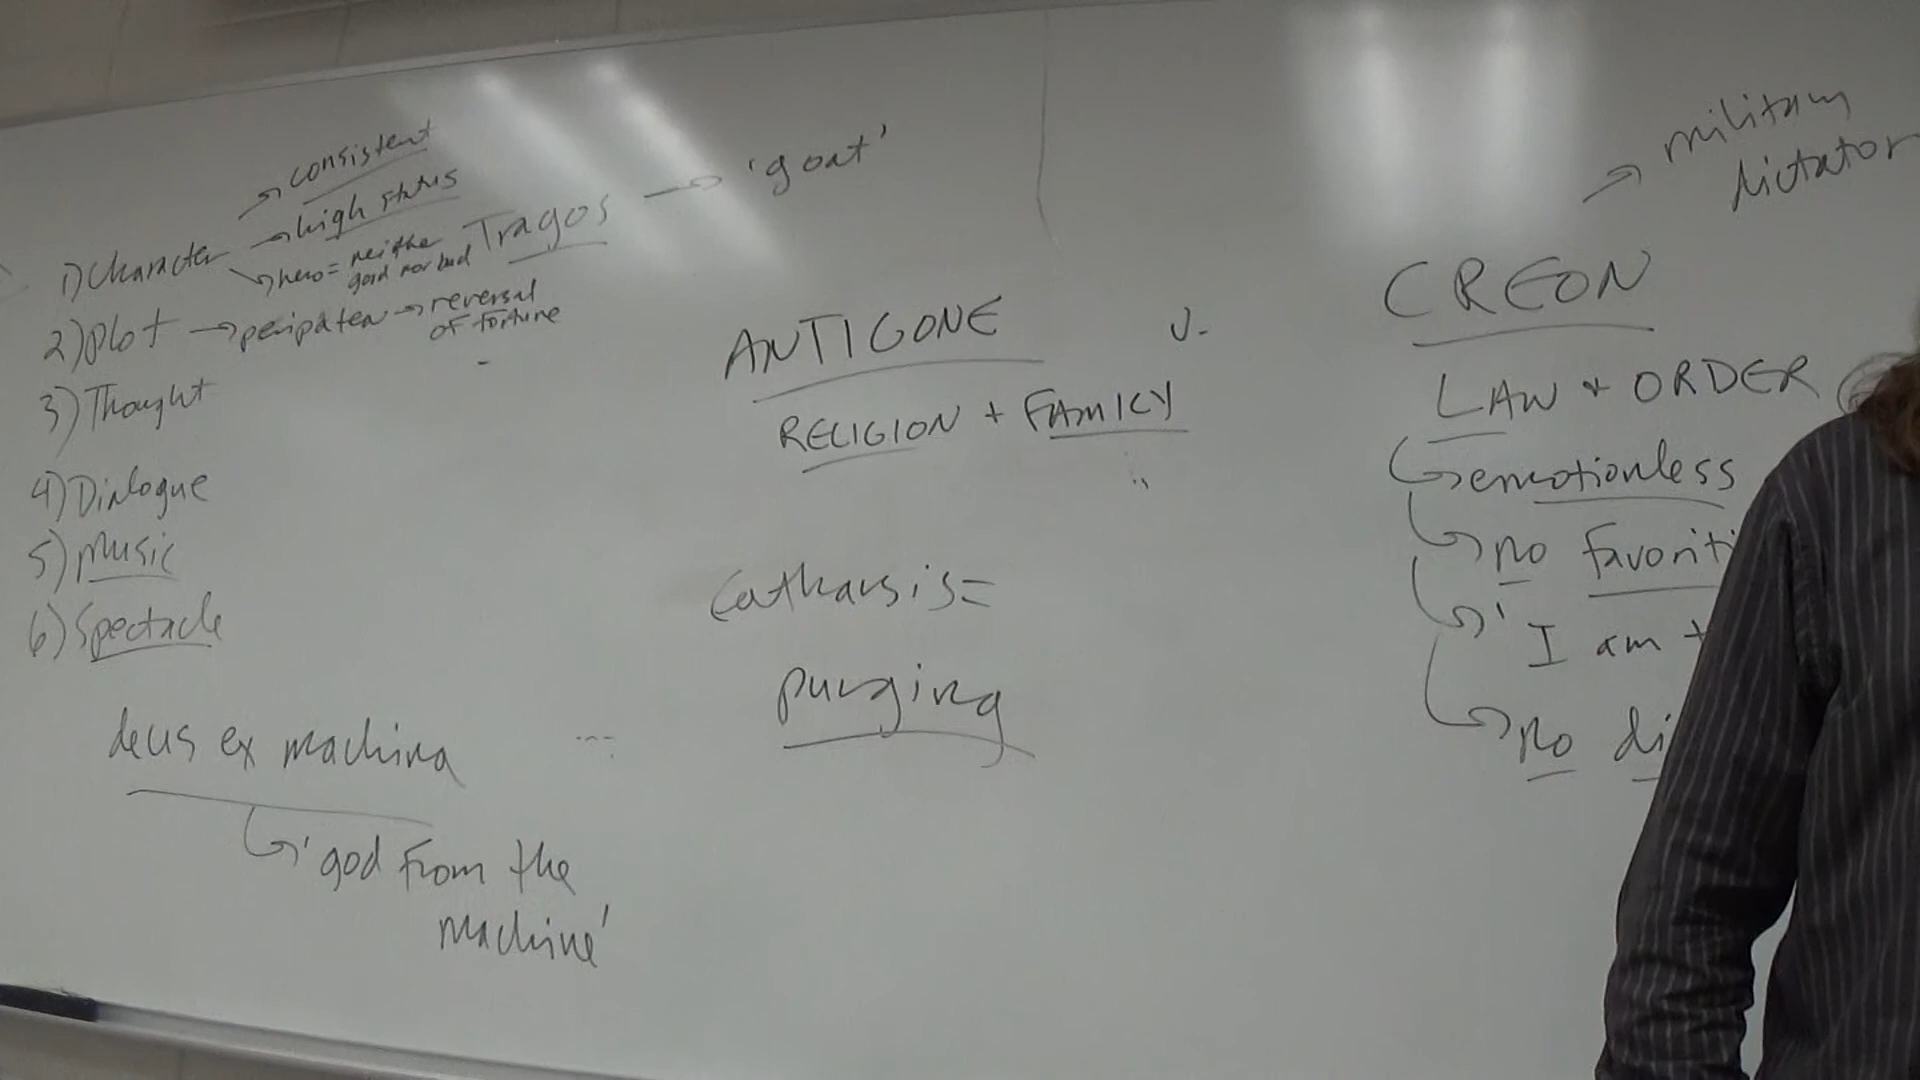 consistent
high status
1) Character
hero = neither
good nor bad
Tragos → 'goat'
2) Plot → peripatea → reversal
of fortune
3) Thought
4) Dialogue
5) Music
6) Spectacle
deus ex machina
'god from the
machine'
ANTIGONE v.
RELIGION + FAMILY
Catharsis =
purging
military
dictator
CREON
LAW + ORDER
emotionless
no favoriti
'I am t
no di